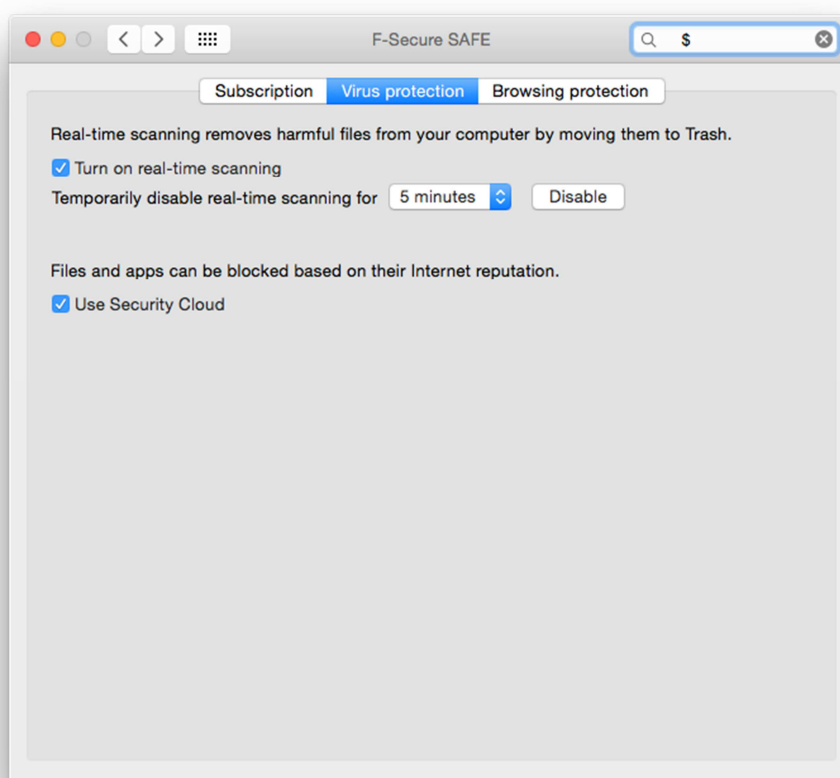 F-Secure SAFE
$
Subscription Virus protection Browsing protection
Real-time scanning removes harmful files from your computer by moving them to Trash.
Turn on real-time scanning
Temporarily disable real-time scanning for 5 minutes Disable
Files and apps can be blocked based on their Internet reputation.
Use Security Cloud